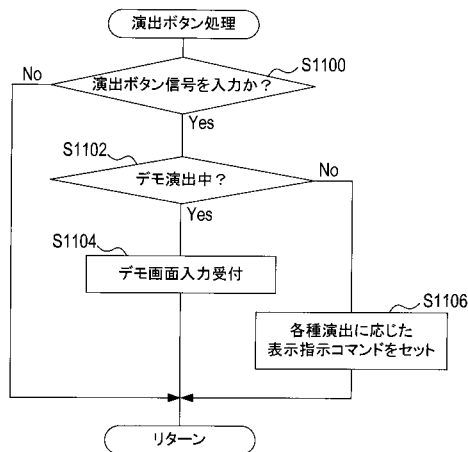 演出ボタン処理
S1100
No
演出ボタン信号を入力か?
Yes
S1102
デモ演出中?
No
Yes
S1104
デモ画面入力受付
S1106
各種演出に応じた
表示指示コマンドをセット
リターン